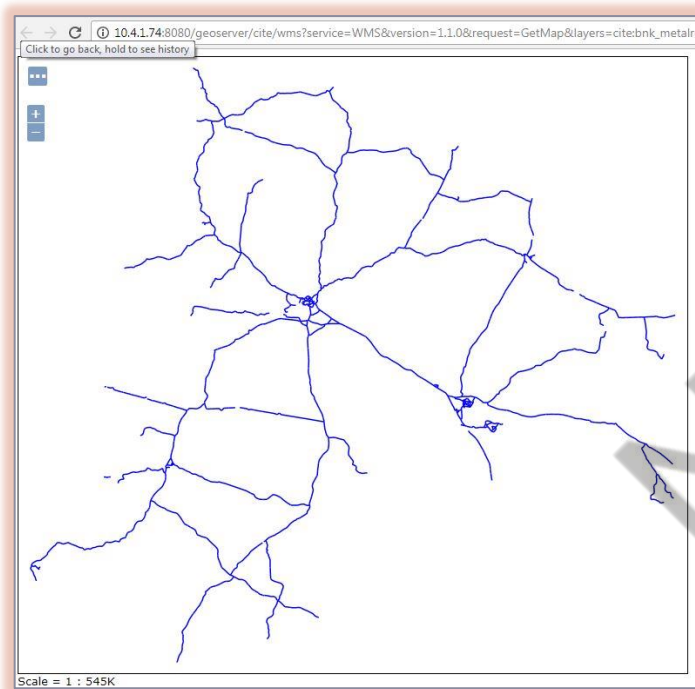 10.4.1.74:8080/geoserver/cite/wms?service=WMS&version=1.1.0&request=GetMap&layers=cite:bnk_metalr
Click to go back, hold to see history
+
−
Scale = 1 : 545K